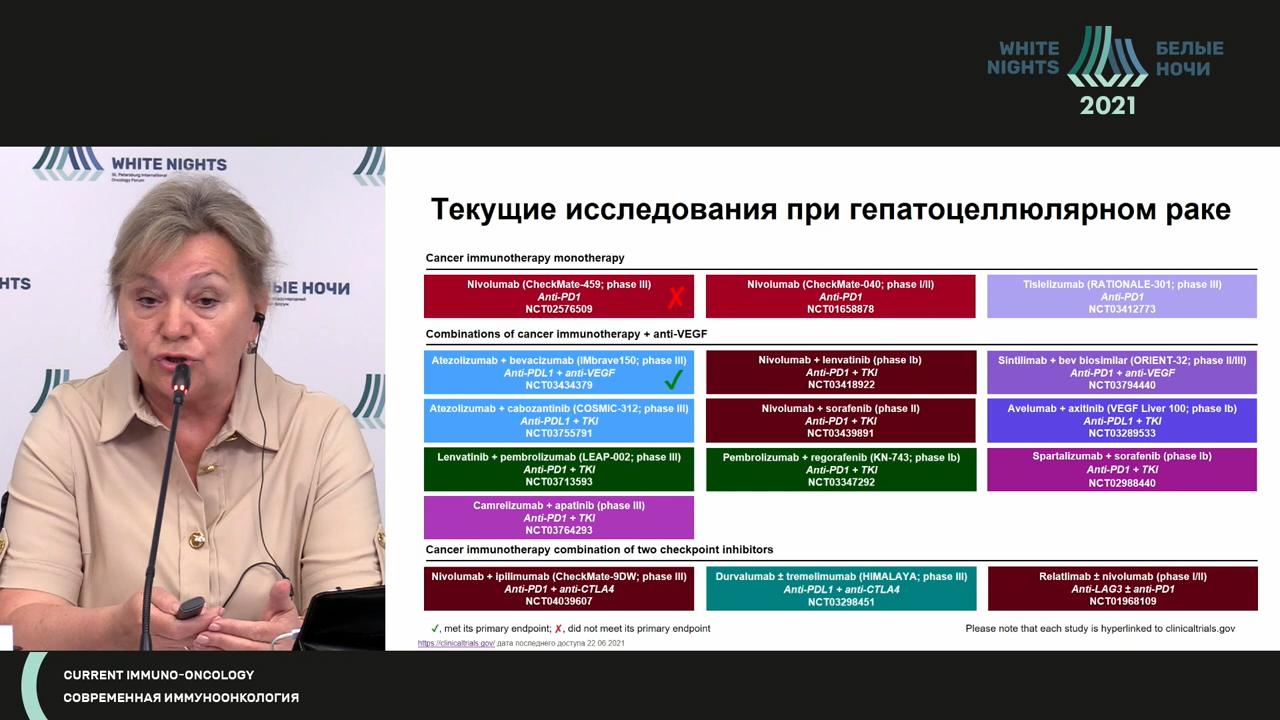 WHITE NIGHTS
БЕЛЫЕ НОЧИ
2021
WHITE NIGHTS
St. Petersburg International
Oncology Forum
HTS
БЕЛЫЕ НОЧИ
Текущие исследования при гепатоцеллюлярном раке
Cancer immunotherapy monotherapy
Nivolumab (CheckMate-459; phase III)
Anti-PD1
NCT02576509
✗
Nivolumab (CheckMate-040; phase I/II)
Anti-PD1
NCT01658878
Tislelizumab (RATIONALE-301; phase III)
Anti-PD1
NCT03412773
Combinations of cancer immunotherapy + anti-VEGF
Atezolizumab + bevacizumab (IMbrave150; phase III)
Anti-PDL1 + anti-VEGF
NCT03434379
✓
Nivolumab + lenvatinib (phase Ib)
Anti-PD1 + TKI
NCT03418922
Sintilimab + bev biosimilar (ORIENT-32; phase II/III)
Anti-PD1 + anti-VEGF
NCT03794440
Atezolizumab + cabozantinib (COSMIC-312; phase III)
Anti-PDL1 + TKI
NCT03755791
Nivolumab + sorafenib (phase II)
Anti-PD1 + TKI
NCT03439891
Avelumab + axitinib (VEGF Liver 100; phase Ib)
Anti-PDL1 + TKI
NCT03289533
Lenvatinib + pembrolizumab (LEAP-002; phase III)
Anti-PD1 + TKI
NCT03713593
Pembrolizumab + regorafenib (KN-743; phase Ib)
Anti-PD1 + TKI
NCT03347292
Spartalizumab + sorafenib (phase Ib)
Anti-PD1 + TKI
NCT02988440
Camrelizumab + apatinib (phase III)
Anti-PD1 + TKI
NCT03764293
Cancer immunotherapy combination of two checkpoint inhibitors
Nivolumab + ipilimumab (CheckMate-9DW; phase III)
Anti-PD1 + anti-CTLA4
NCT04039607
Durvalumab ± tremelimumab (HIMALAYA; phase III)
Anti-PDL1 + anti-CTLA4
NCT03298451
Relatlimab ± nivolumab (phase I/II)
Anti-LAG3 ± anti-PD1
NCT01968109
✓, met its primary endpoint; ✗, did not meet its primary endpoint
Please note that each study is hyperlinked to clinicaltrials.gov
https://clinicaltrials.gov/ дата последнего доступа 22.06.2021
CURRENT IMMUNO-ONCOLOGY
СОВРЕМЕННАЯ ИММУНООНКОЛОГИЯ